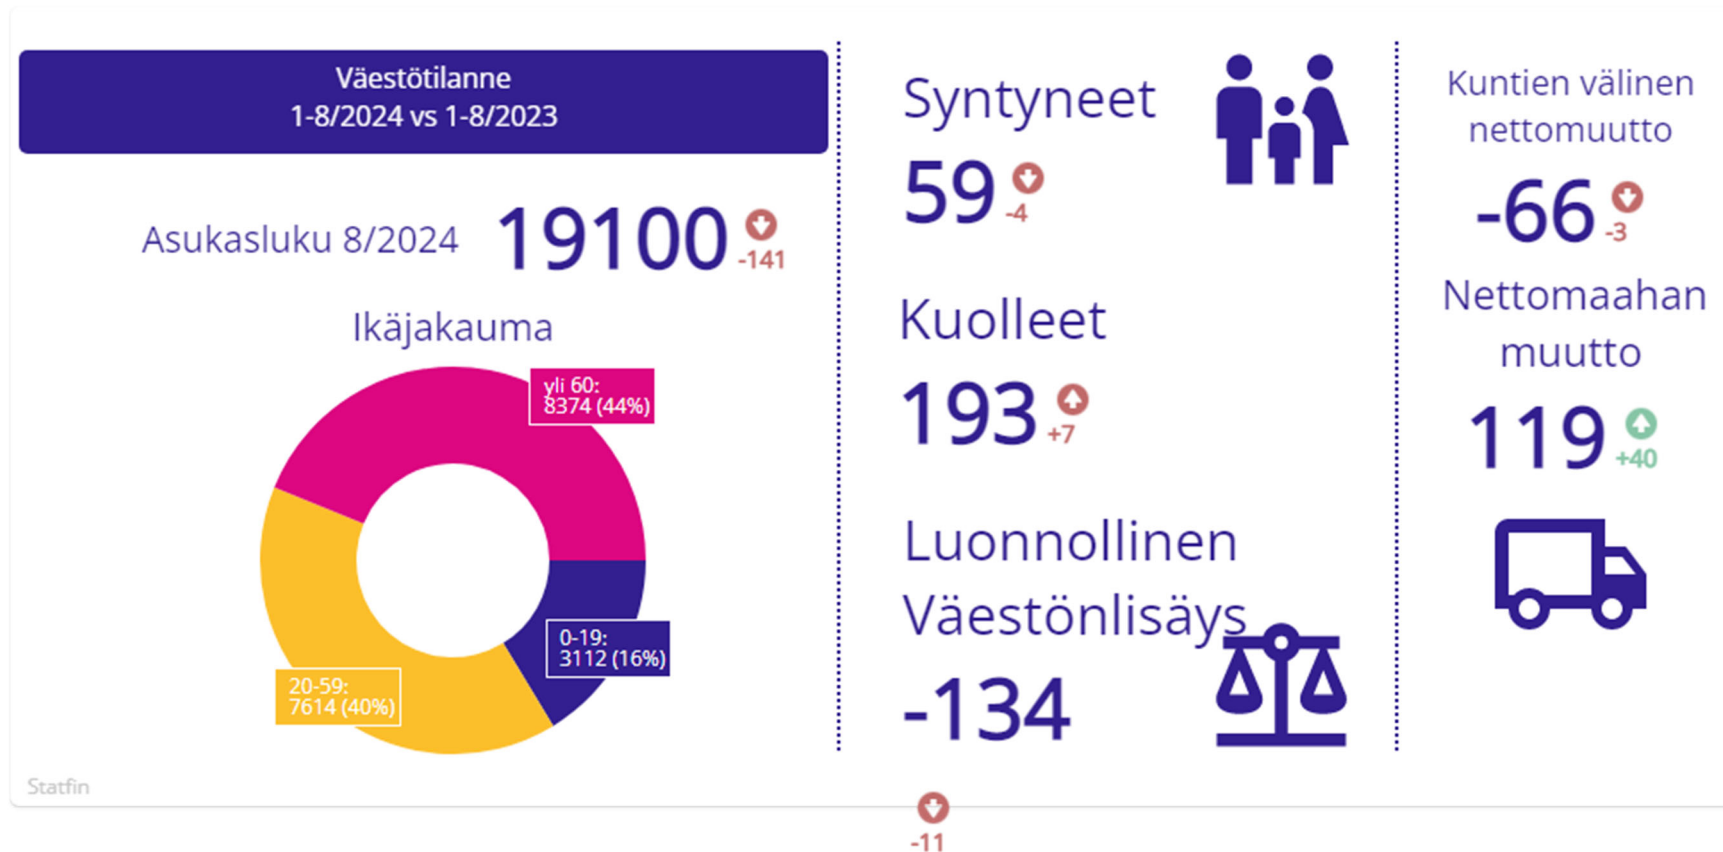 Väestötilanne
1-8/2024 vs 1-8/2023
Asukasluku 8/2024
19100
-141
Ikäjakauma
yli 60:
8374 (44%)
0-19:
3112 (16%)
20-59:
7614 (40%)
Statfin
Syntyneet
59
-4
Kuolleet
193
+7
Luonnollinen
Väestönlisäys
-134
-11
Kuntien välinen
nettomuutto
-66
-3
Nettomaahan
muutto
119
+40